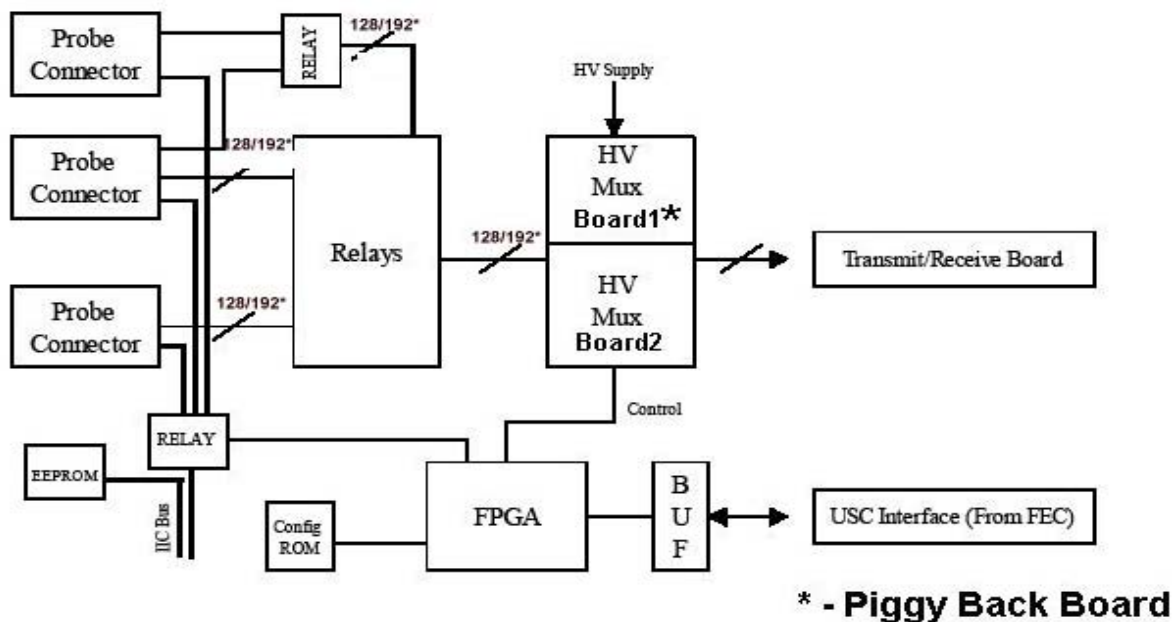 Probe
Connector
RELAY
128/192*
HV Supply
Probe
Connector
128/192*
Relays
128/192*
HV
Mux
Board1*
HV
Mux
Board2
Transmit/Receive Board
Probe
Connector
128/192*
Control
RELAY
EEPROM
IIC Bus
Config
ROM
FPGA
B
U
F
USC Interface (From FEC)
* - Piggy Back Board